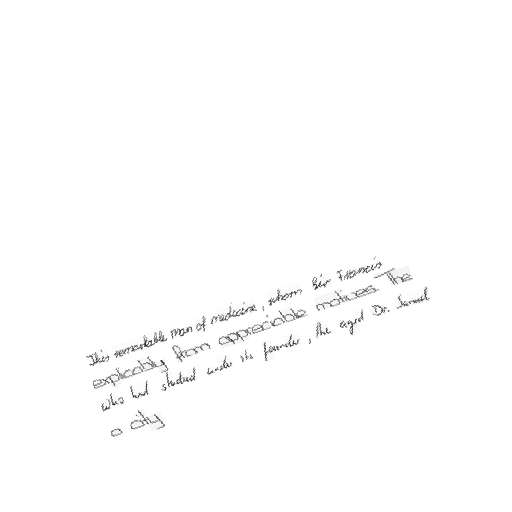 This remarkable man of medicine, whom Sir Francis
explicably from appreciable notices The
who had studied under its founder, the aged Dr. Samuel
a city